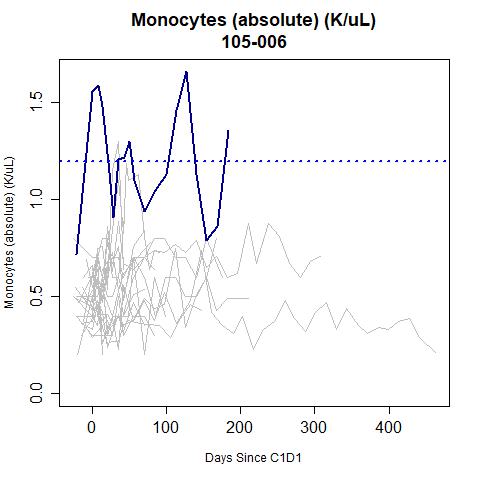 Monocytes (absolute) (K/uL)
105-006
Monocytes (absolute) (K/uL)
1.5
1.0
0.5
0.0
0 100 200 300 400
Days Since C1D1